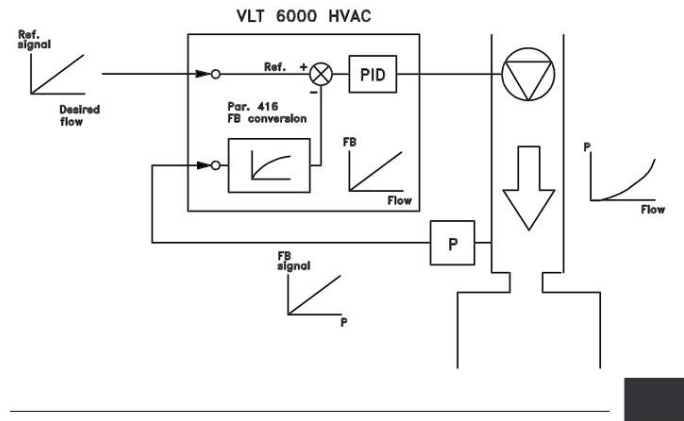 VLT 6000 HVAC
Ref.
signal
Desired
flow
Ref.
+
−
PID
Par. 416
FB conversion
FB
Flow
P
Flow
P
FB
signal
P